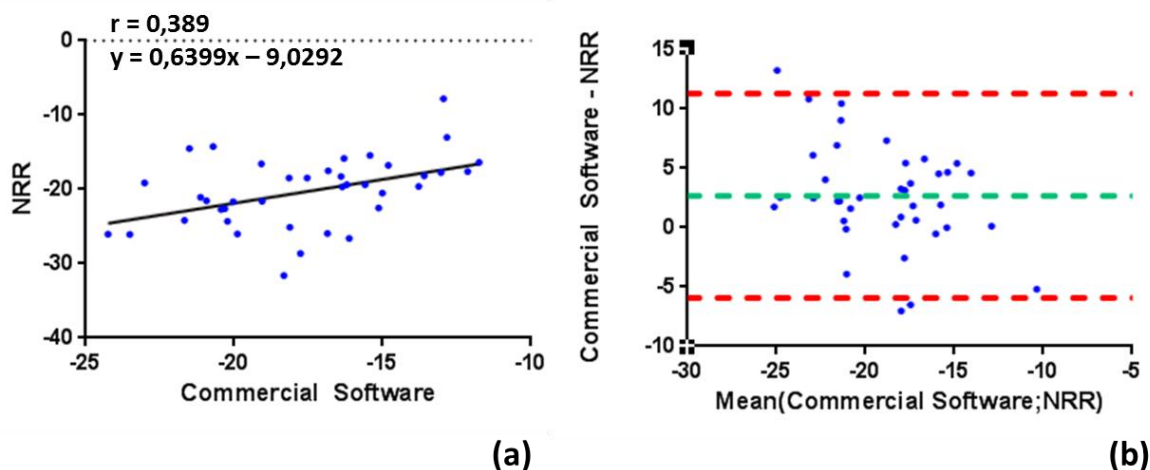 r = 0,389
y = 0,6399x – 9,0292
0
-10
-20
-30
-40
NRR
-25
-20
-15
-10
Commercial Software
(a)
Commercial Software - NRR
15
10
5
0
-5
-10
-30
-25
-20
-15
-10
-5
Mean(Commercial Software;NRR)
(b)